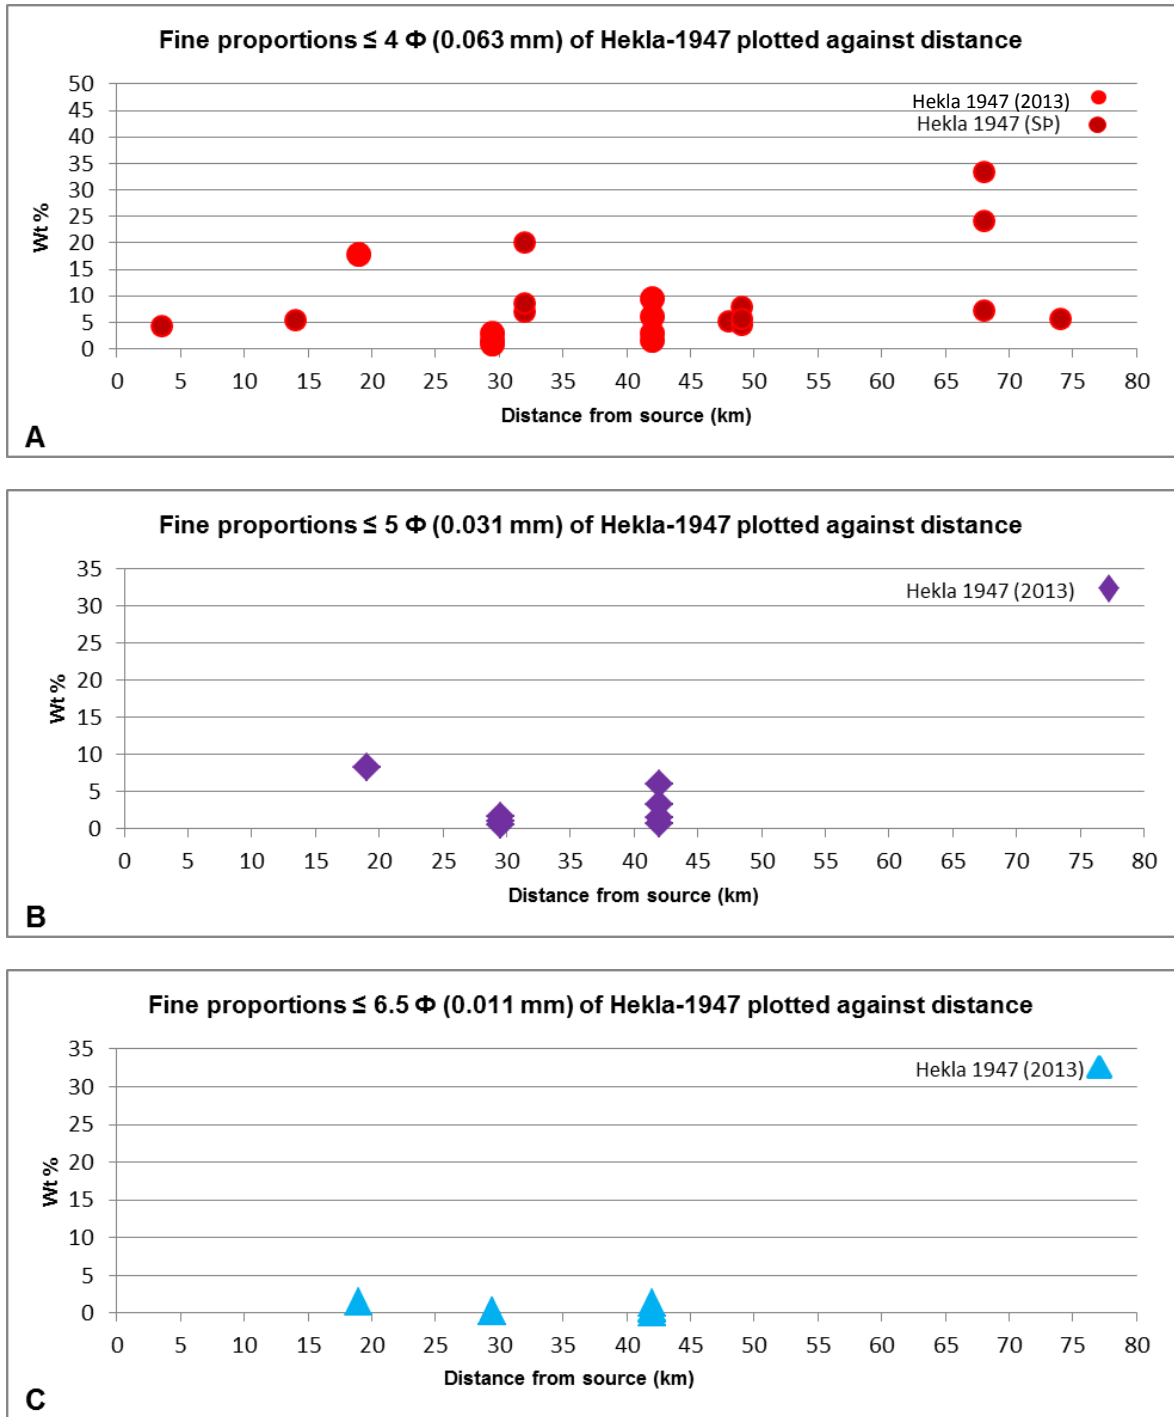 Fine proportions ≤ 4 Φ (0.063 mm) of Hekla-1947 plotted against distance
50
45
40
35
30
25
20
15
10
5
0
Wt %
Hekla 1947 (2013)
Hekla 1947 (SÞ)
0 5 10 15 20 25 30 35 40 45 50 55 60 65 70 75 80
Distance from source (km)
A
Fine proportions ≤ 5 Φ (0.031 mm) of Hekla-1947 plotted against distance
35
30
25
20
15
10
5
0
Wt %
Hekla 1947 (2013)
0 5 10 15 20 25 30 35 40 45 50 55 60 65 70 75 80
Distance from source (km)
B
Fine proportions ≤ 6.5 Φ (0.011 mm) of Hekla-1947 plotted against distance
35
30
25
20
15
10
5
0
Wt %
Hekla 1947 (2013)
0 5 10 15 20 25 30 35 40 45 50 55 60 65 70 75 80
Distance from source (km)
C